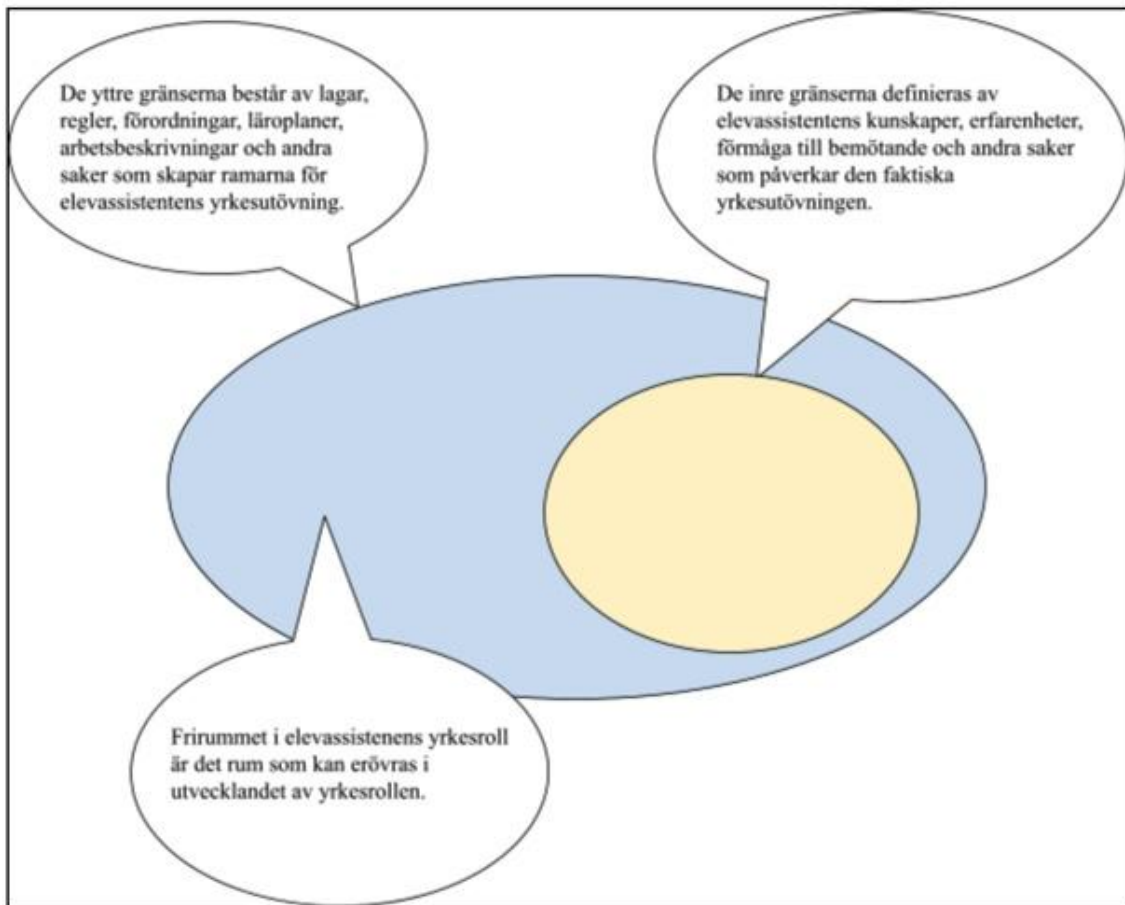 De yttre gränserna består av lagar,
regler, förordningar, läroplaner,
arbetsbeskrivningar och andra
saker som skapar ramarna för
elevassistentens yrkesutövning.
De inre gränserna definieras av
elevassistentens kunskaper, erfarenheter,
förmåga till bemötande och andra saker
som påverkar den faktiska
yrkesutövningen.
Frirummet i elevassistenens yrkesroll
är det rum som kan erövras i
utvecklandet av yrkesrollen.